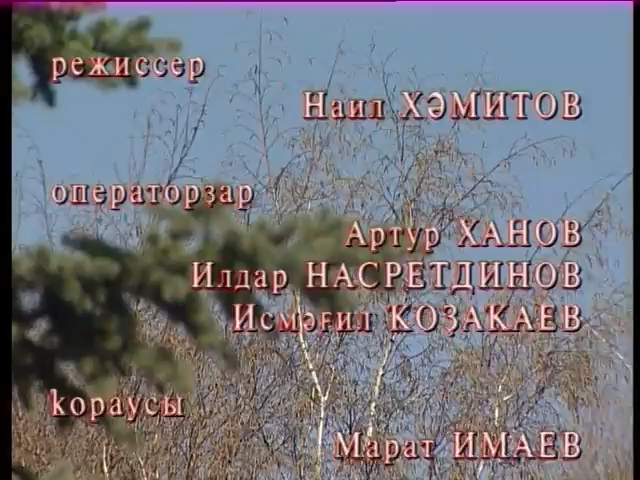 режиссер
Наил ХӘМИТОВ
операторҙар
Артур ХАНОВ
Илдар НАСРЕТДИНОВ
Исмәғил КОҘАКАЕВ
ҡораусы
Марат ИМАЕВ